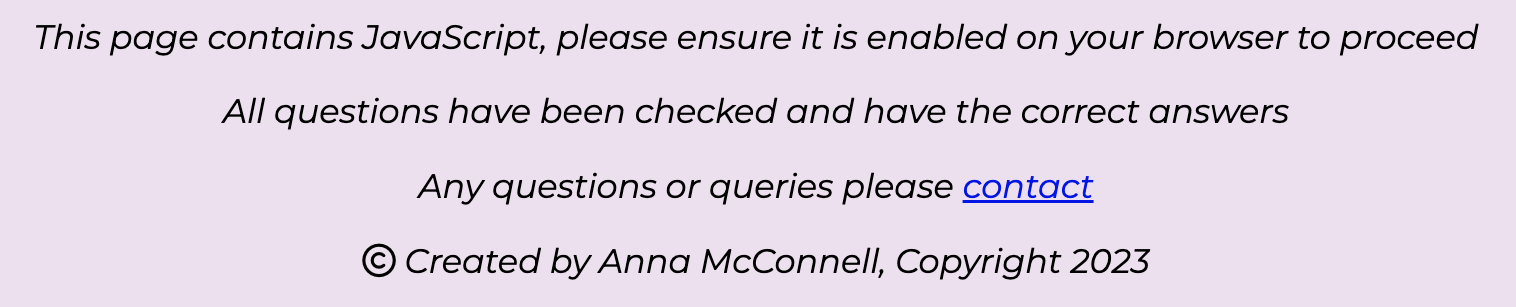 This page contains JavaScript, please ensure it is enabled on your browser to proceed
All questions have been checked and have the correct answers
Any questions or queries please contact
© Created by Anna McConnell, Copyright 2023